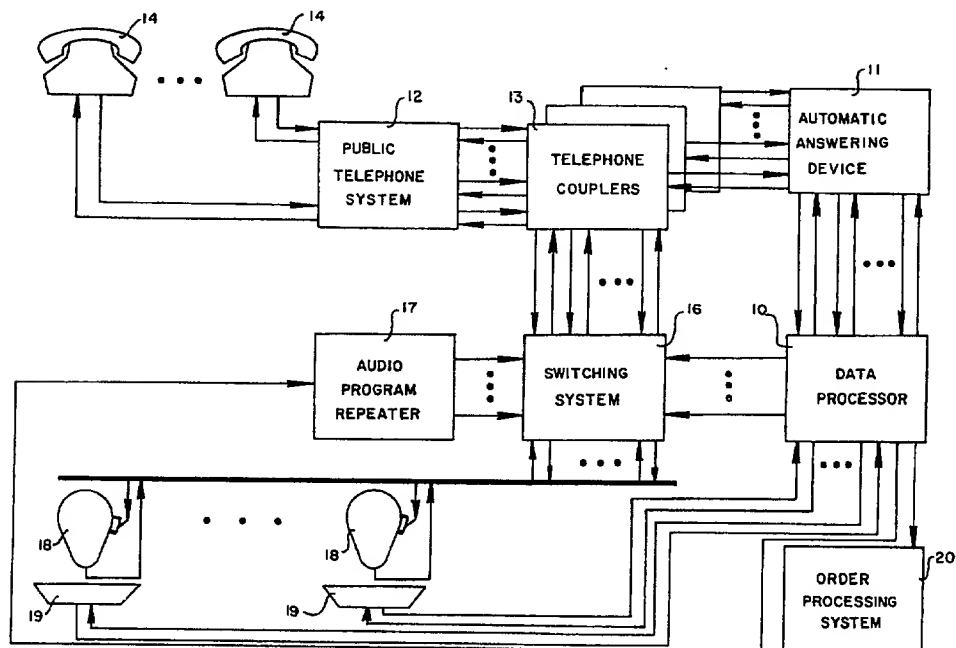 14
14
12
PUBLIC
TELEPHONE
SYSTEM
13
TELEPHONE
COUPLERS
11
AUTOMATIC
ANSWERING
DEVICE
17
AUDIO
PROGRAM
REPEATER
16
SWITCHING
SYSTEM
10
DATA
PROCESSOR
18
18
19
19
20
ORDER
PROCESSING
SYSTEM